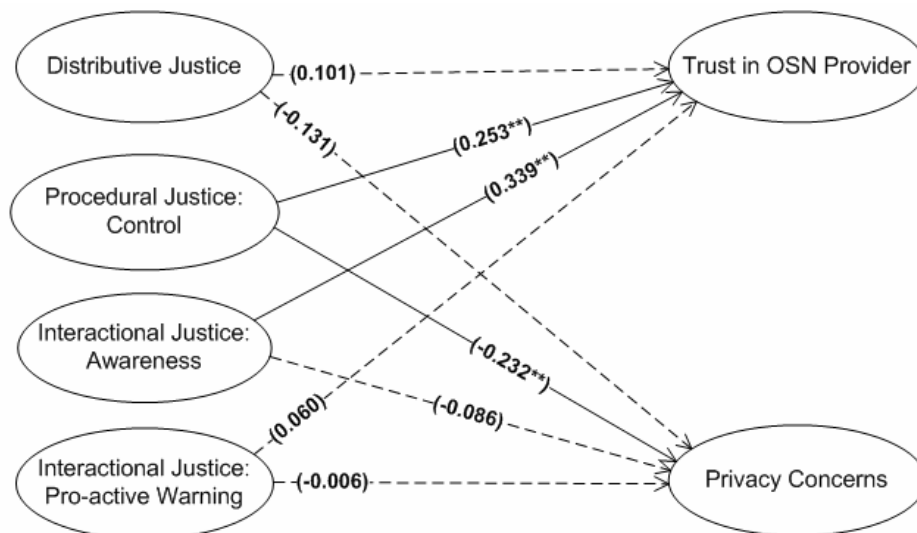 Distributive Justice
Trust in OSN Provider
(0.101)
(-0.131)
(0.253**)
(0.339**)
Procedural Justice:
Control
Interactional Justice:
Awareness
(-0.232**)
(0.060)
(-0.086)
Interactional Justice:
Pro-active Warning
(-0.006)
Privacy Concerns